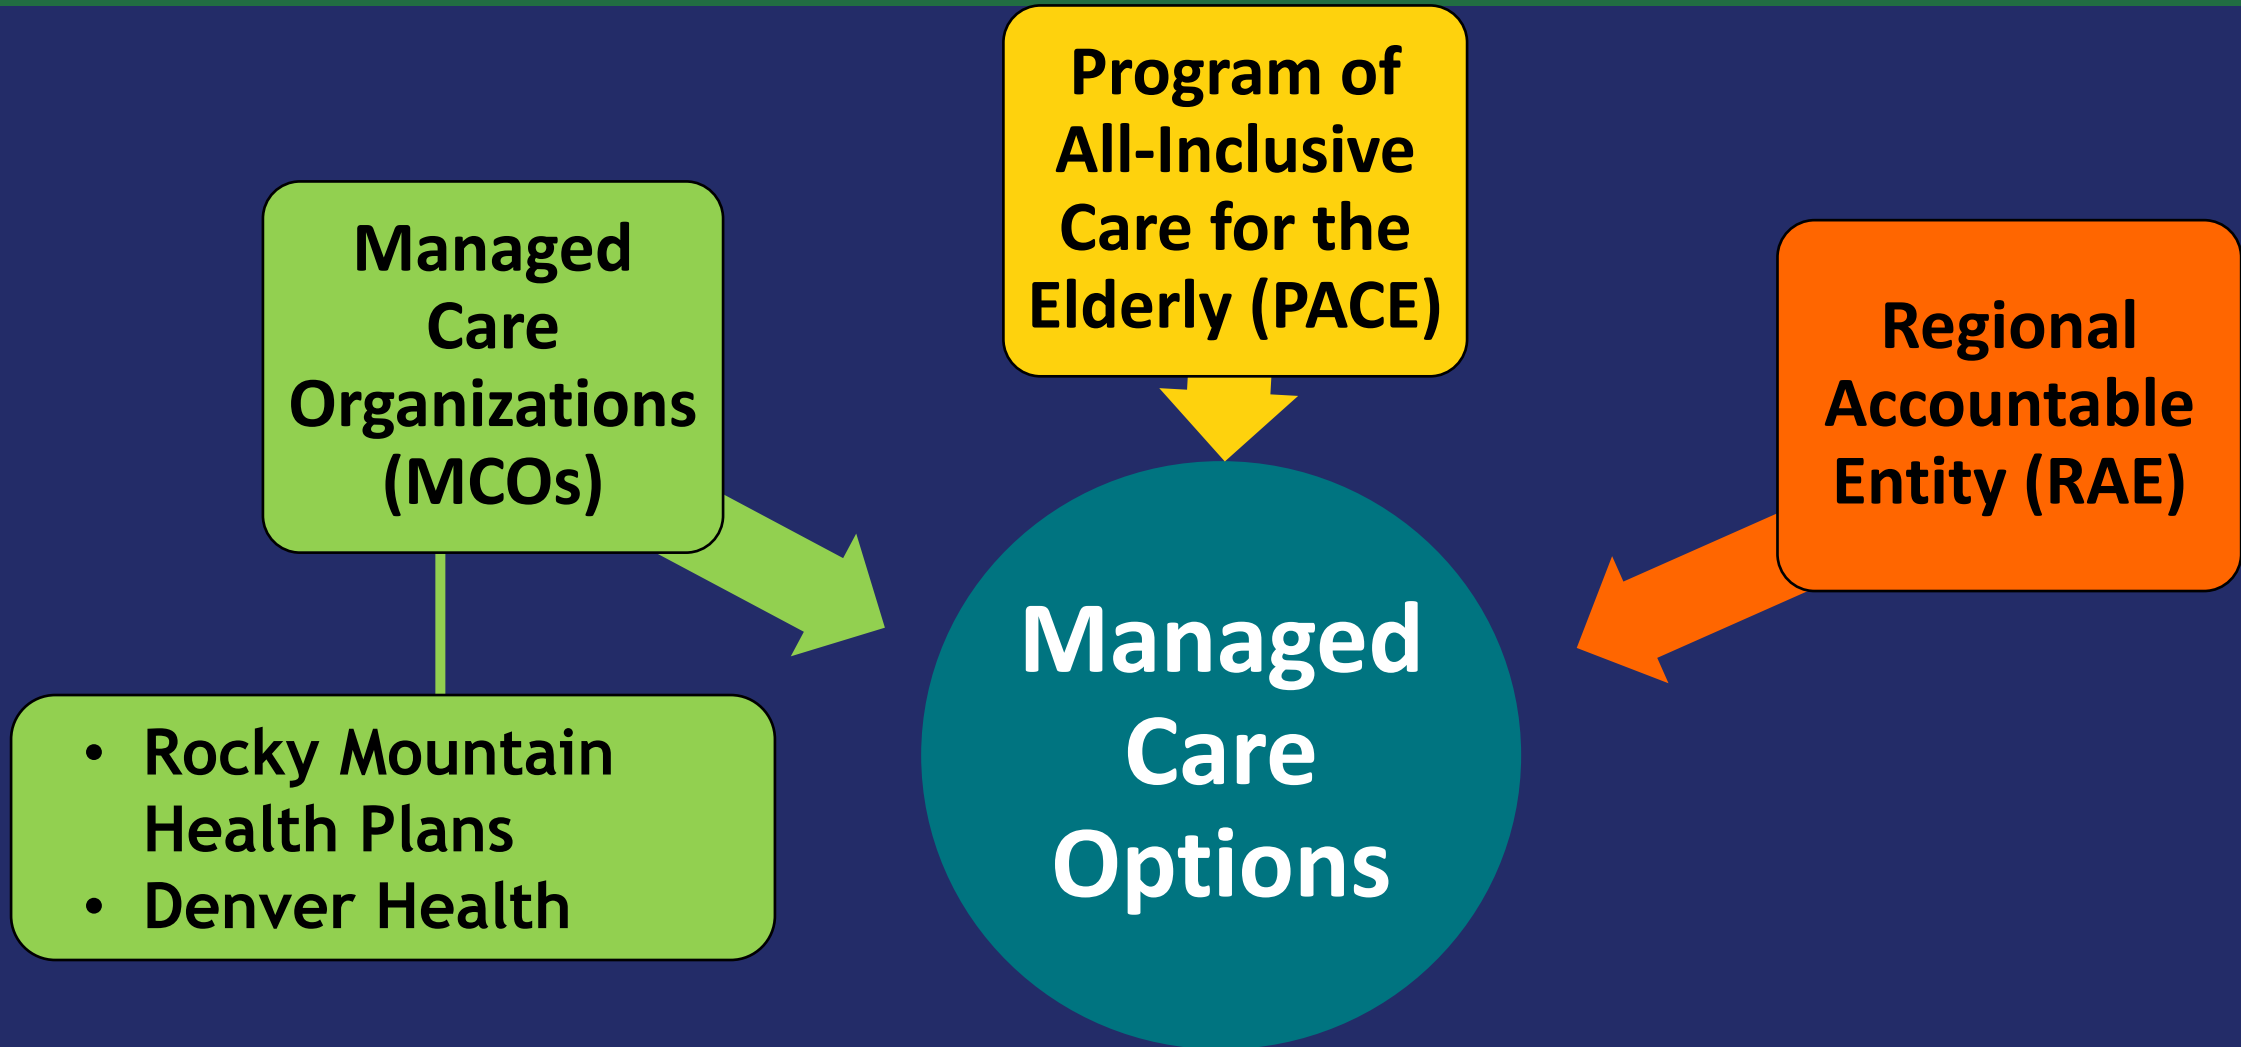 Program of
All-Inclusive
Care for the
Elderly (PACE)
Managed
Care
Organizations
(MCOs)
Regional
Accountable
Entity (RAE)
Managed
Care
Options
• Rocky Mountain
Health Plans
• Denver Health